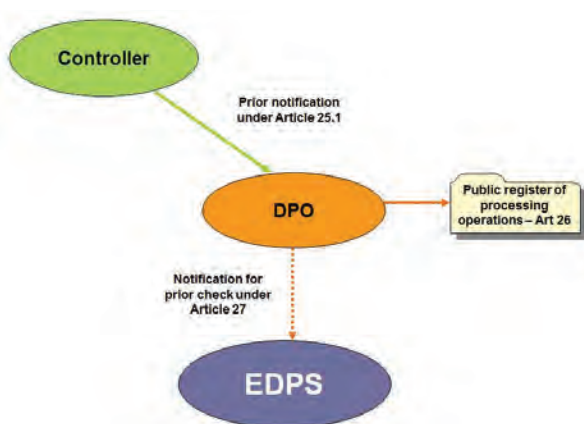 Controller
Prior notification
under Article 25.1
DPO
Public register of
processing
operations – Art 26
Notification for
prior check under
Article 27
EDPS